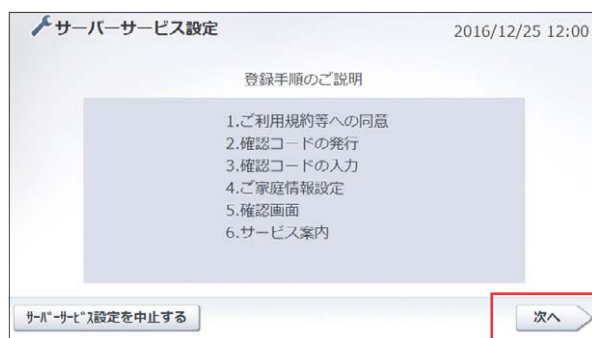 サーバーサービス設定
2016/12/25 12:00
登録手順のご説明
1.ご利用規約等への同意
2.確認コードの発行
3.確認コードの入力
4.ご家庭情報設定
5.確認画面
6.サービス案内
ｻｰﾊﾞｰｻｰﾋﾞｽ設定を中止する
次へ